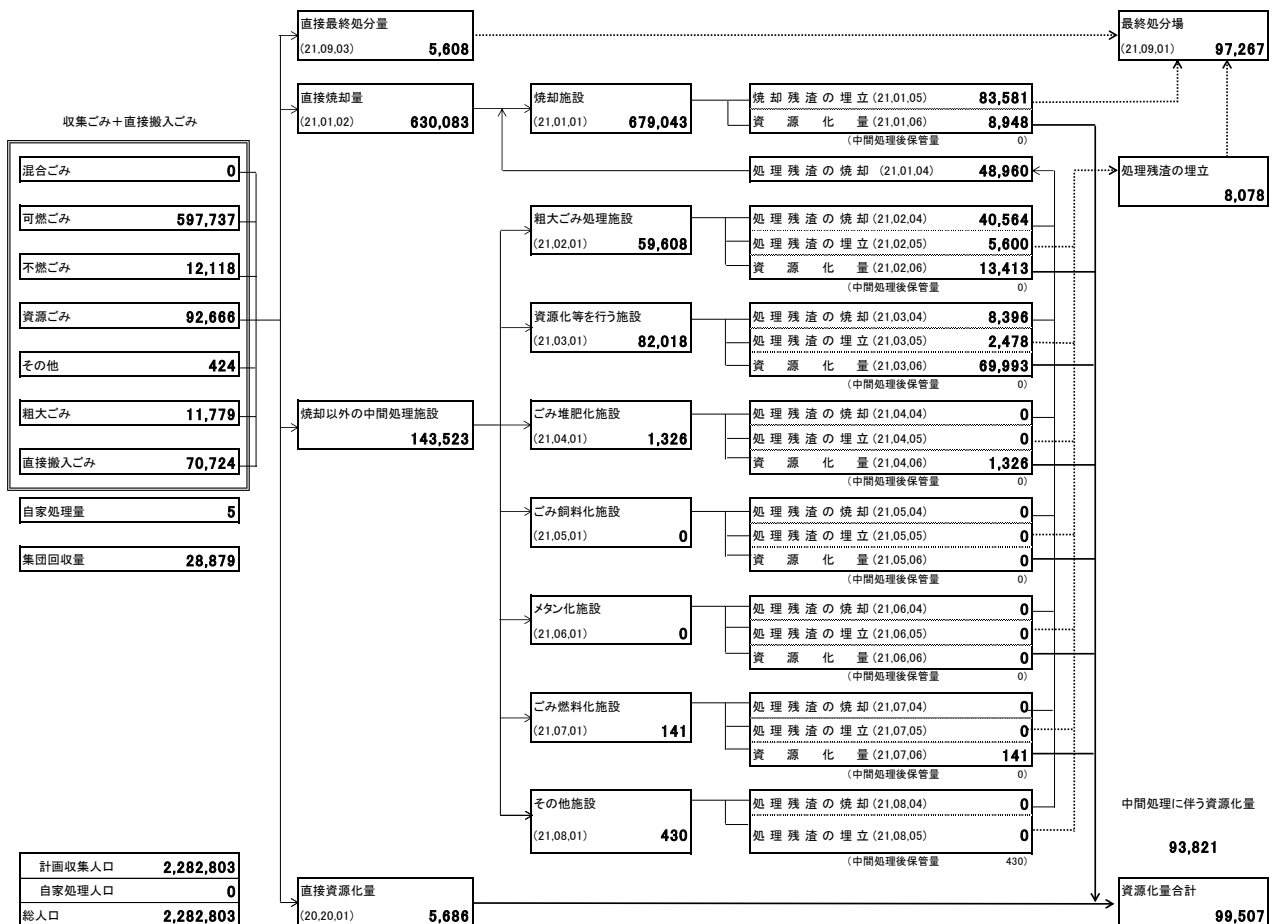 直接最終処分量
(21,09,03) 5,608
最終処分場
(21,09,01) 97,267
直接焼却量
(21,01,02) 630,083
焼却施設
(21,01,01) 679,043
焼却残渣の埋立(21,01,05) 83,581
資源化量(21,01,06) 8,948
(中間処理後保管量 0)
処理残渣の焼却 (21,01,04) 48,960
処理残渣の埋立
8,078
収集ごみ＋直接搬入ごみ
混合ごみ 0
可燃ごみ 597,737
不燃ごみ 12,118
資源ごみ 92,666
その他 424
粗大ごみ 11,779
直接搬入ごみ 70,724
自家処理量 5
集団回収量 28,879
焼却以外の中間処理施設
143,523
粗大ごみ処理施設
(21,02,01) 59,608
処理残渣の焼却(21,02,04) 40,564
処理残渣の埋立(21,02,05) 5,600
資源化量(21,02,06) 13,413
(中間処理後保管量 0)
資源化等を行う施設
(21,03,01) 82,018
処理残渣の焼却(21,03,04) 8,396
処理残渣の埋立(21,03,05) 2,478
資源化量(21,03,06) 69,993
(中間処理後保管量 0)
ごみ堆肥化施設
(21,04,01) 1,326
処理残渣の焼却(21,04,04) 0
処理残渣の埋立(21,04,05) 0
資源化量(21,04,06) 1,326
(中間処理後保管量 0)
ごみ飼料化施設
(21,05,01) 0
処理残渣の焼却(21,05,04) 0
処理残渣の埋立(21,05,05) 0
資源化量(21,05,06) 0
(中間処理後保管量 0)
メタン化施設
(21,06,01) 0
処理残渣の焼却(21,06,04) 0
処理残渣の埋立(21,06,05) 0
資源化量(21,06,06) 0
(中間処理後保管量 0)
ごみ燃料化施設
(21,07,01) 141
処理残渣の焼却(21,07,04) 0
処理残渣の埋立(21,07,05) 0
資源化量(21,07,06) 141
(中間処理後保管量 0)
その他施設
(21,08,01) 430
処理残渣の焼却(21,08,04) 0
処理残渣の埋立(21,08,05) 0
(中間処理後保管量 430)
中間処理に伴う資源化量
93,821
計画収集人口 2,282,803
自家処理人口 0
総人口 2,282,803
直接資源化量
(20,20,01) 5,686
資源化量合計
99,507